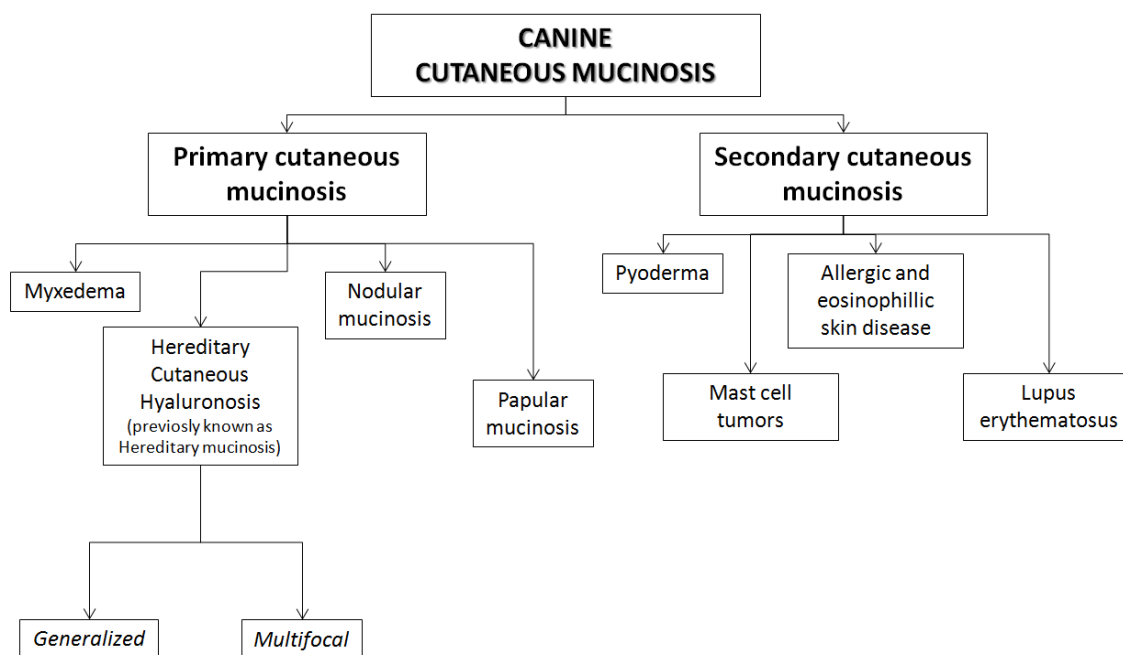 CANINE
CUTANEOUS MUCINOSIS
Primary cutaneous
mucinosis
Secondary cutaneous
mucinosis
Myxedema
Nodular
mucinosis
Pyoderma
Allergic and
eosinophillic
skin disease
Hereditary
Cutaneous
Hyaluronosis
(previosly known as
Hereditary mucinosis)
Papular
mucinosis
Mast cell
tumors
Lupus
erythematosus
Generalized
Multifocal